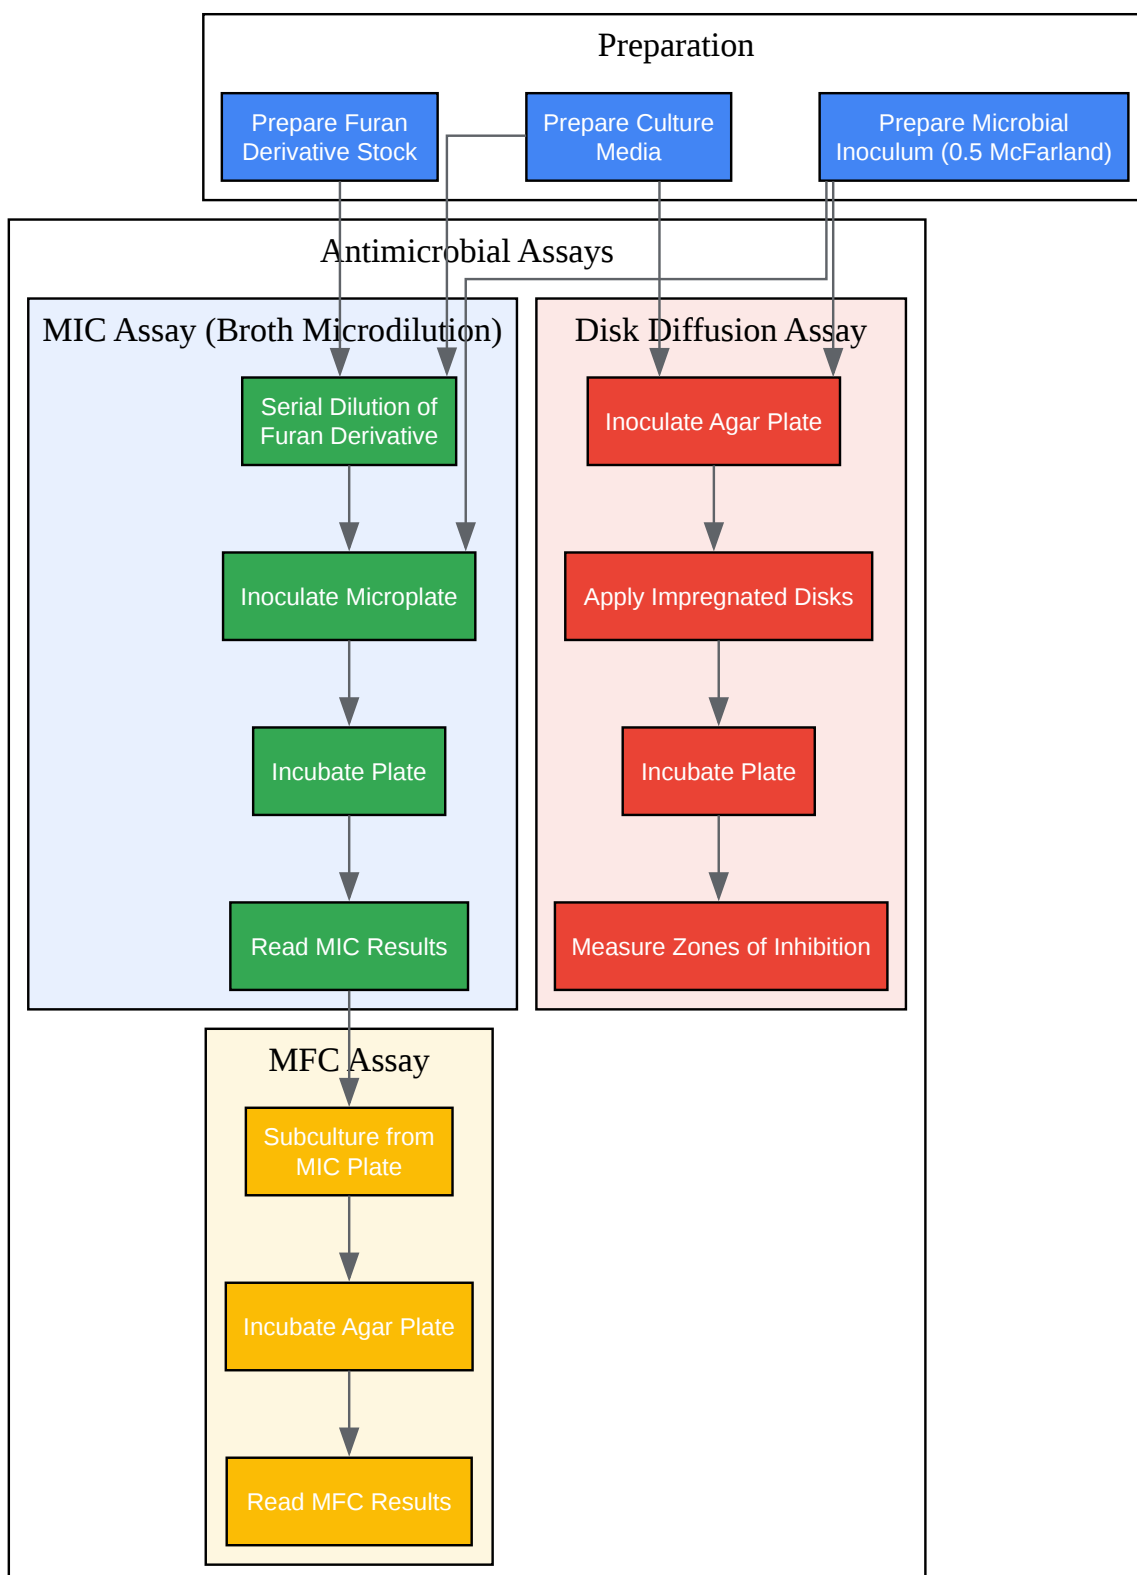 Preparation
Prepare Furan
Derivative Stock
Prepare Culture
Media
Prepare Microbial
Inoculum (0.5 McFarland)
Antimicrobial Assays
MIC Assay (Broth Microdilution)
Serial Dilution of
Furan Derivative
Inoculate Microplate
Incubate Plate
Read MIC Results
Disk Diffusion Assay
Inoculate Agar Plate
Apply Impregnated Disks
Incubate Plate
Measure Zones of Inhibition
MFC Assay
Subculture from
MIC Plate
Incubate Agar Plate
Read MFC Results